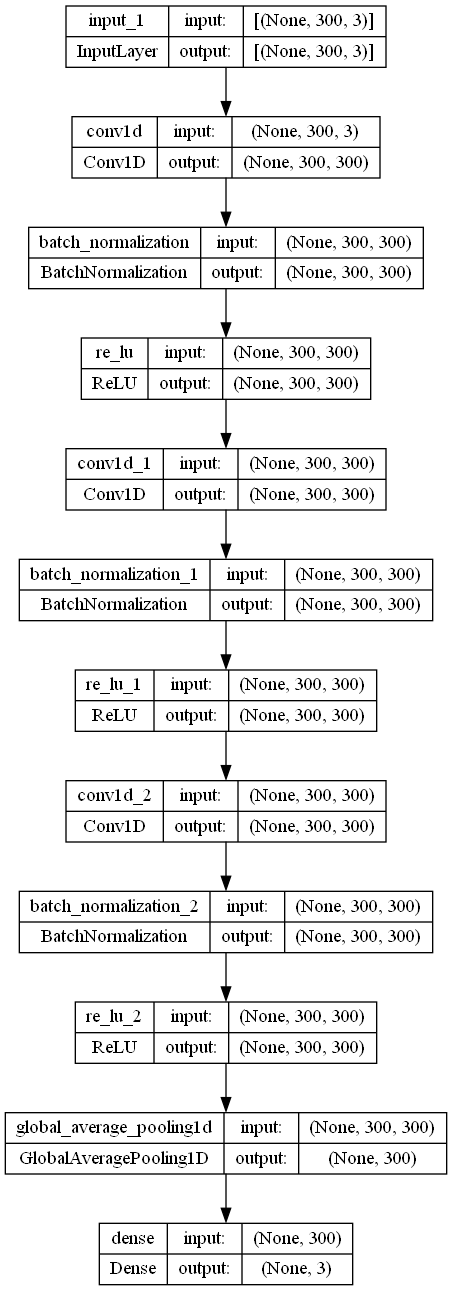 input_1 input: [(None, 300, 3)]
InputLayer output: [(None, 300, 3)]
conv1d input: (None, 300, 3)
Conv1D output: (None, 300, 300)
batch_normalization input: (None, 300, 300)
BatchNormalization output: (None, 300, 300)
re_lu input: (None, 300, 300)
ReLU output: (None, 300, 300)
conv1d_1 input: (None, 300, 300)
Conv1D output: (None, 300, 300)
batch_normalization_1 input: (None, 300, 300)
BatchNormalization output: (None, 300, 300)
re_lu_1 input: (None, 300, 300)
ReLU output: (None, 300, 300)
conv1d_2 input: (None, 300, 300)
Conv1D output: (None, 300, 300)
batch_normalization_2 input: (None, 300, 300)
BatchNormalization output: (None, 300, 300)
re_lu_2 input: (None, 300, 300)
ReLU output: (None, 300, 300)
global_average_pooling1d input: (None, 300, 300)
GlobalAveragePooling1D output: (None, 300)
dense input: (None, 300)
Dense output: (None, 3)